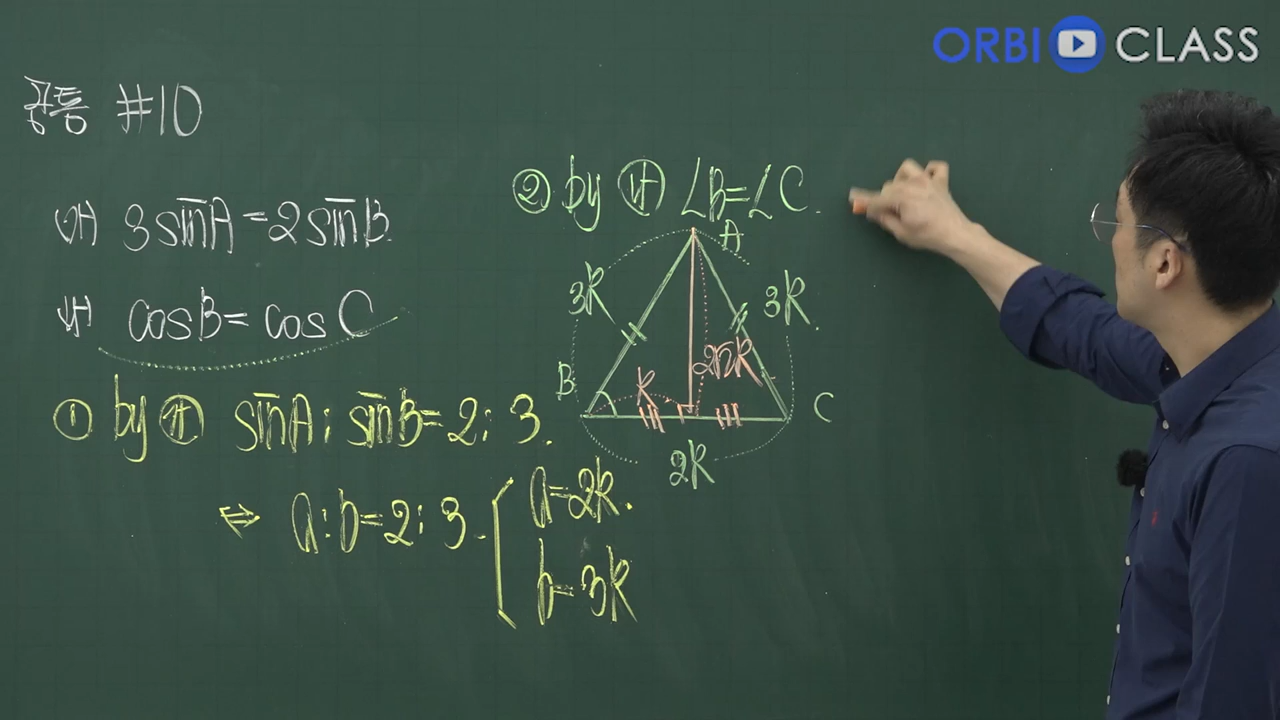 ORBI CLASS
공통 #10
(가) 3sinA=2sinB.
(나) cosB=cosC
① by ㉮ sinA:sinB=2:3.
⇔ a:b=2:3.
a=2k.
b=3k
② by ㉯ ∠B=∠C.
A
3k
3k.
B
k
2√2k
C
2k